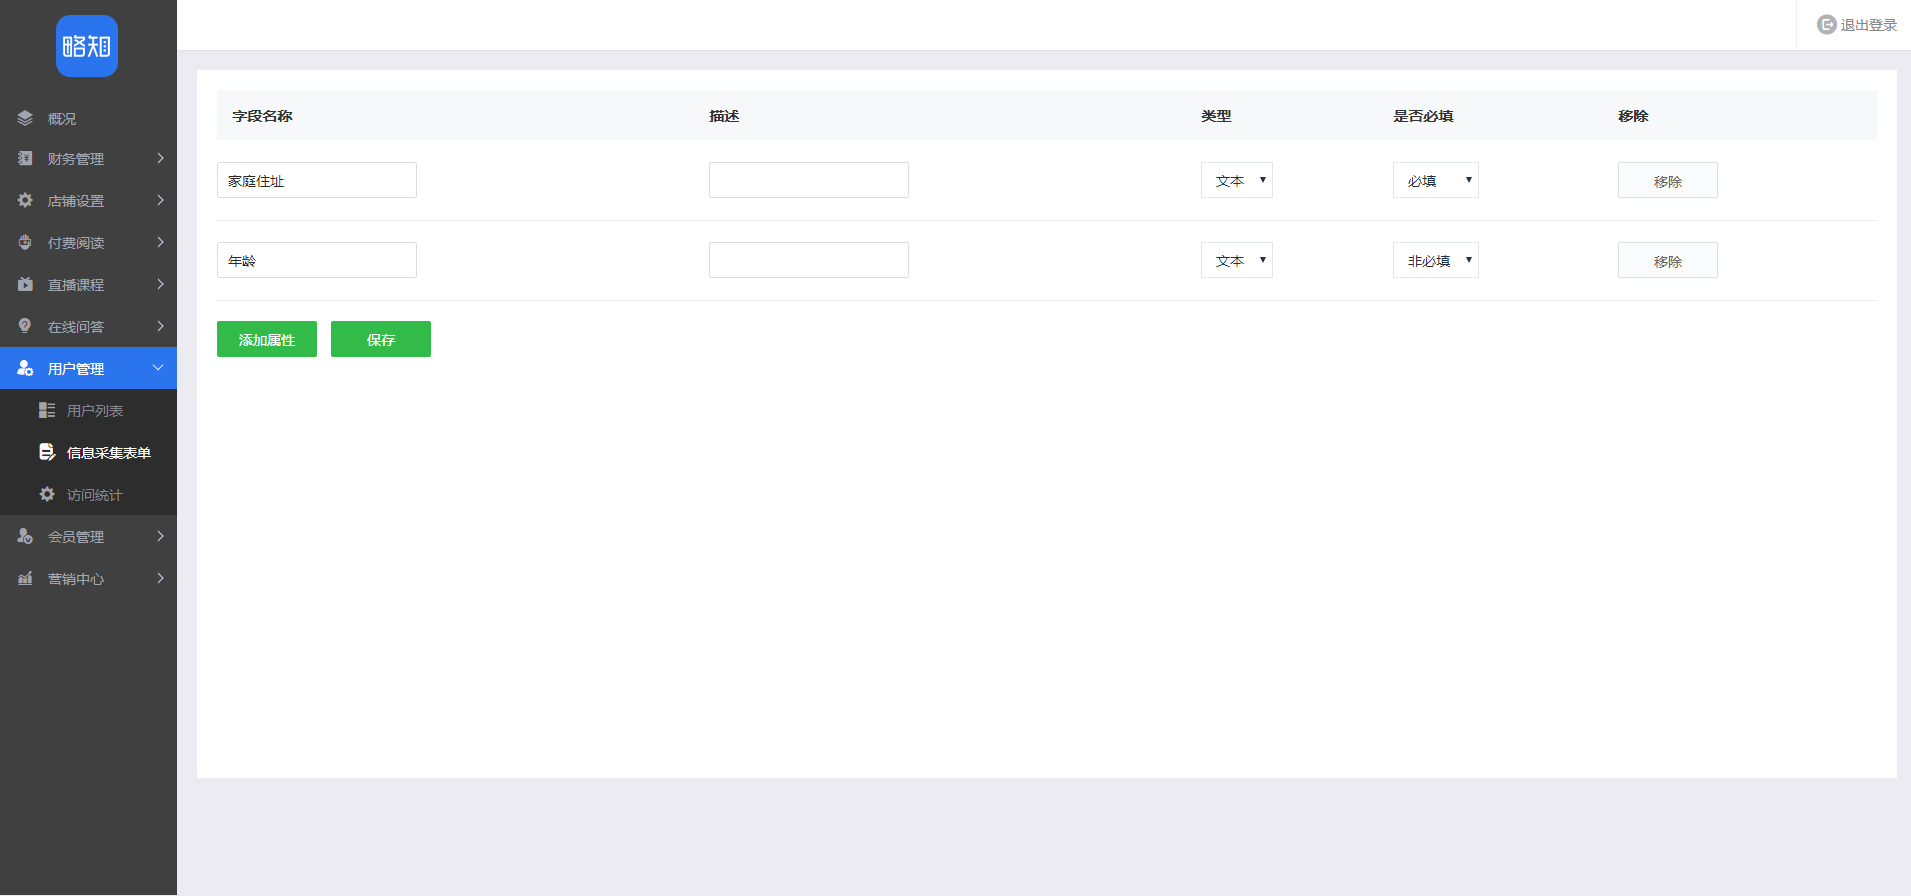 略知
退出登录
概况
财务管理
店铺设置
付费阅读
直播课程
在线问答
用户管理
用户列表
信息采集表单
访问统计
会员管理
营销中心
字段名称 描述 类型 是否必填 移除
家庭住址 文本 必填 移除
年龄 文本 非必填 移除
添加属性 保存